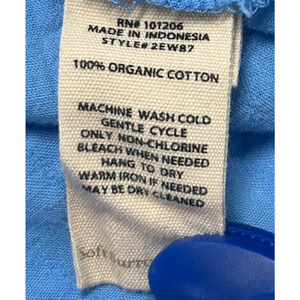 RN# 101206
MADE IN INDONESIA
STYLE# 2EW87
100% ORGANIC COTTON
MACHINE WASH COLD
GENTLE CYCLE
ONLY NON-CHLORINE
BLEACH WHEN NEEDED
HANG TO DRY
WARM IRON IF NEEDED
MAY BE DRY CLEANED
Soft